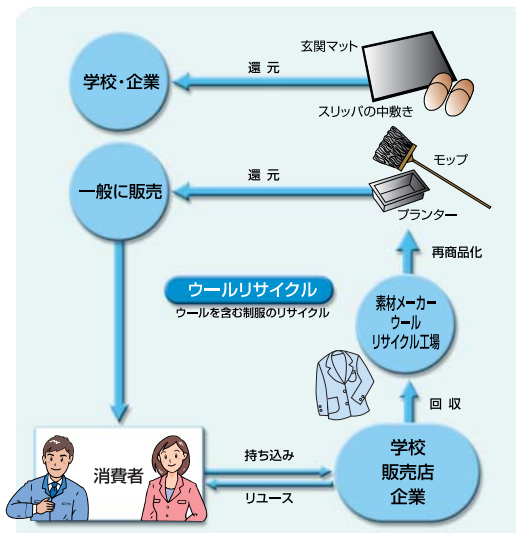 玄関マット
還 元
学校・企業
スリッパの中敷き
モップ
還 元
一般に販売
プランター
再商品化
ウールリサイクル
ウールを含む制服のリサイクル
素材メーカー
ウール
リサイクル工場
回 収
消費者
持ち込み
リユース
学校
販売店
企業